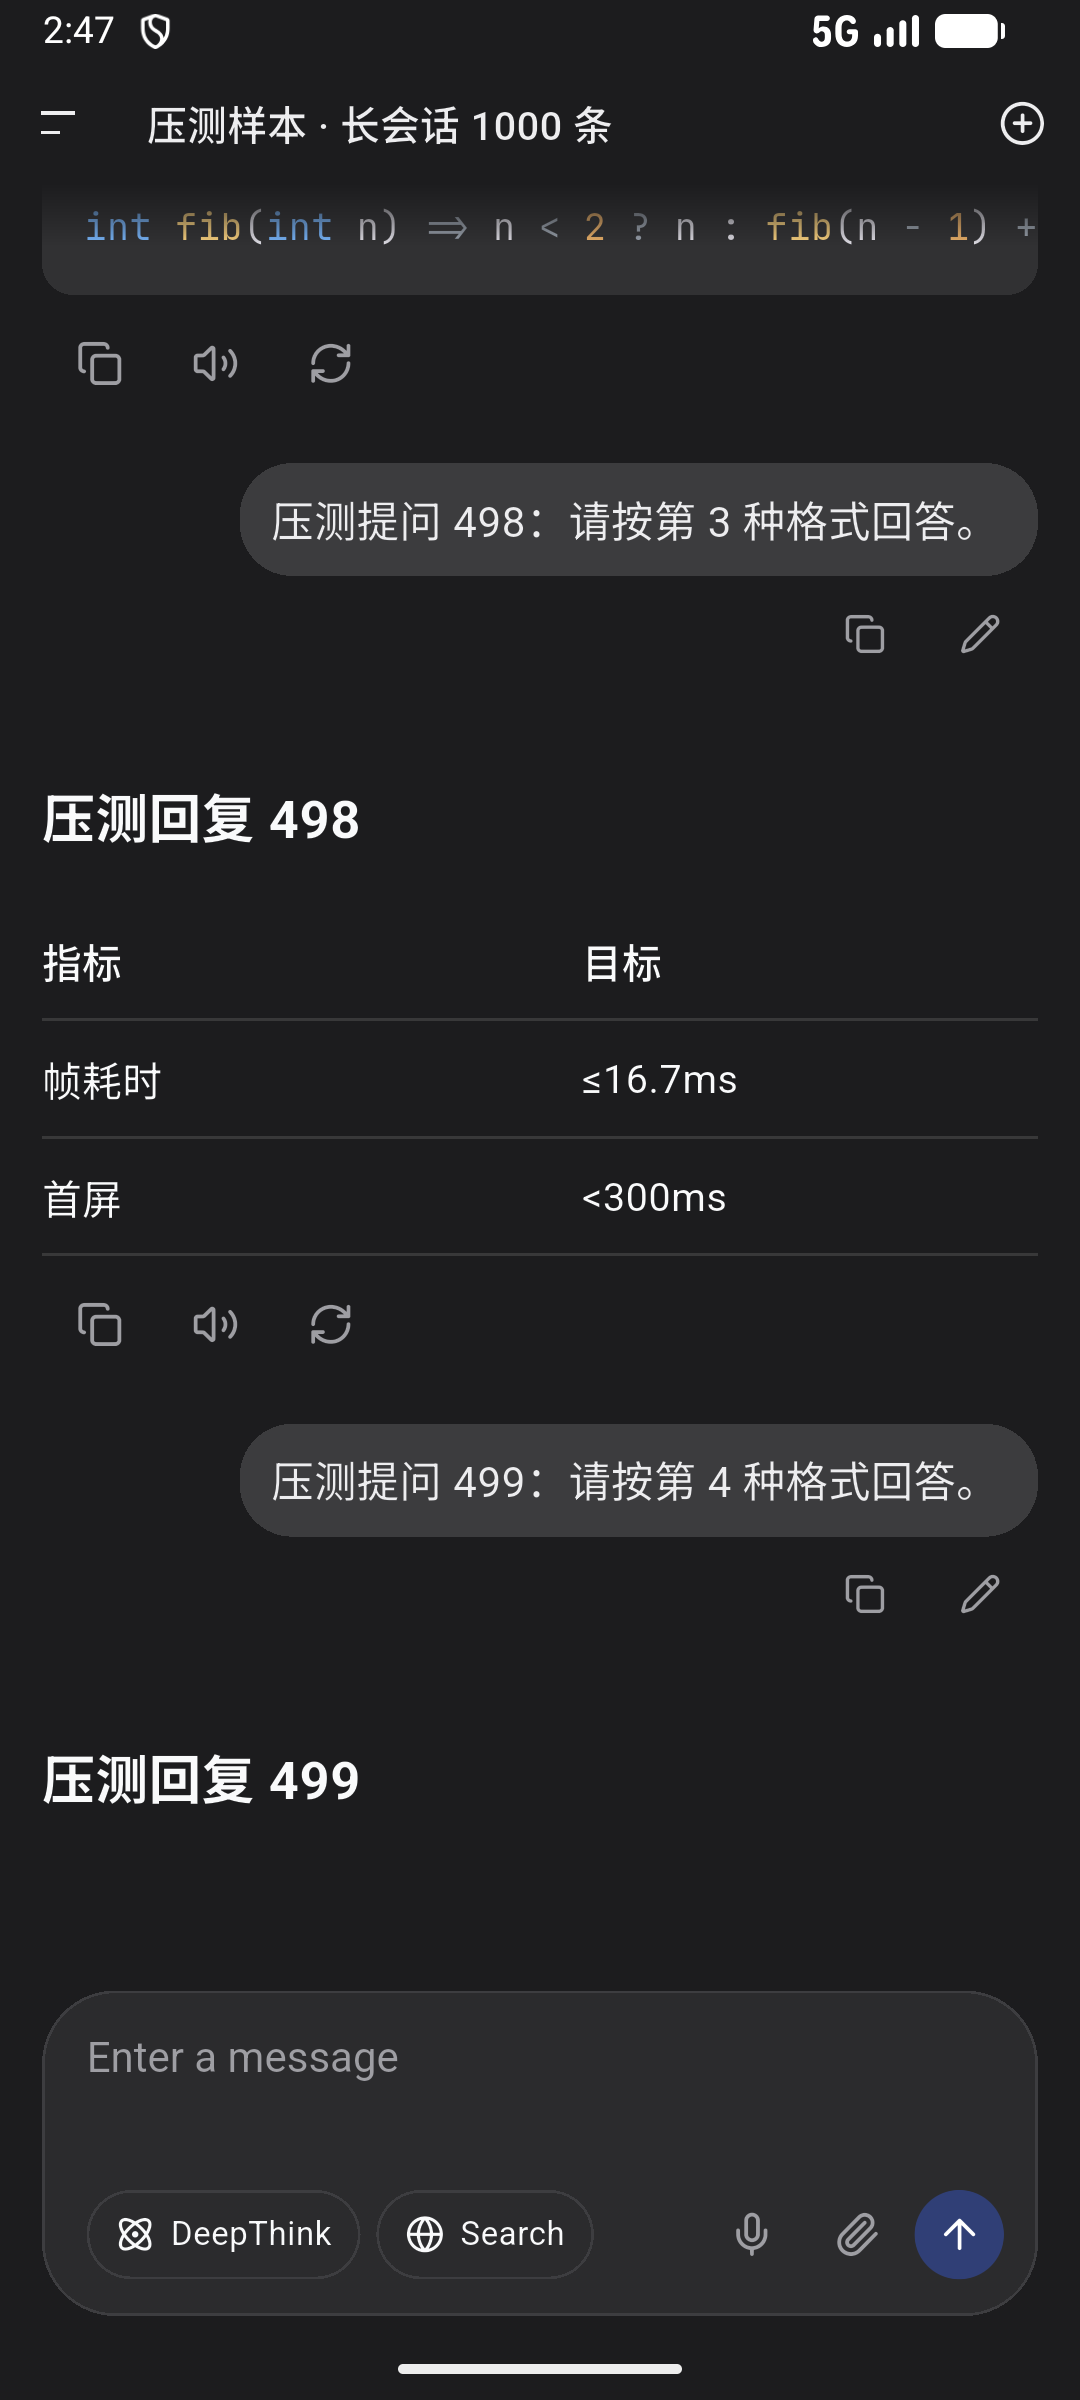 2:47
5G
压测样本 · 长会话 1000 条
int fib(int n) => n < 2 ? n : fib(n - 1) +
压测提问 498：请按第 3 种格式回答。
压测回复 498
指标 目标
帧耗时 ≤16.7ms
首屏 <300ms
压测提问 499：请按第 4 种格式回答。
压测回复 499
Enter a message
DeepThink Search